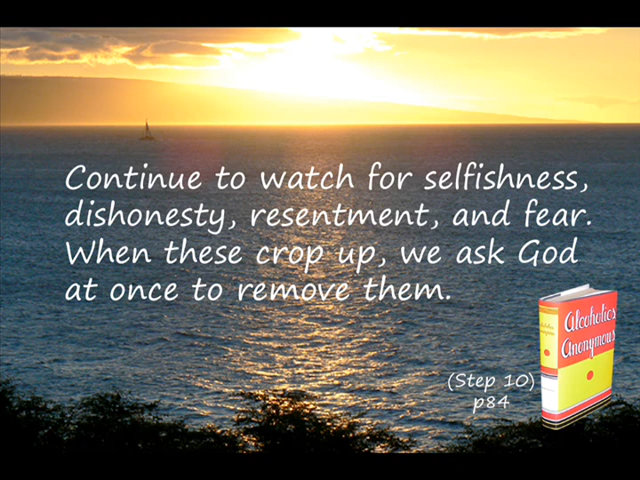 Continue to watch for selfishness,
dishonesty, resentment, and fear.
When these crop up, we ask God
at once to remove them.
Alcoholics
Anonymous
(Step 10)
p84